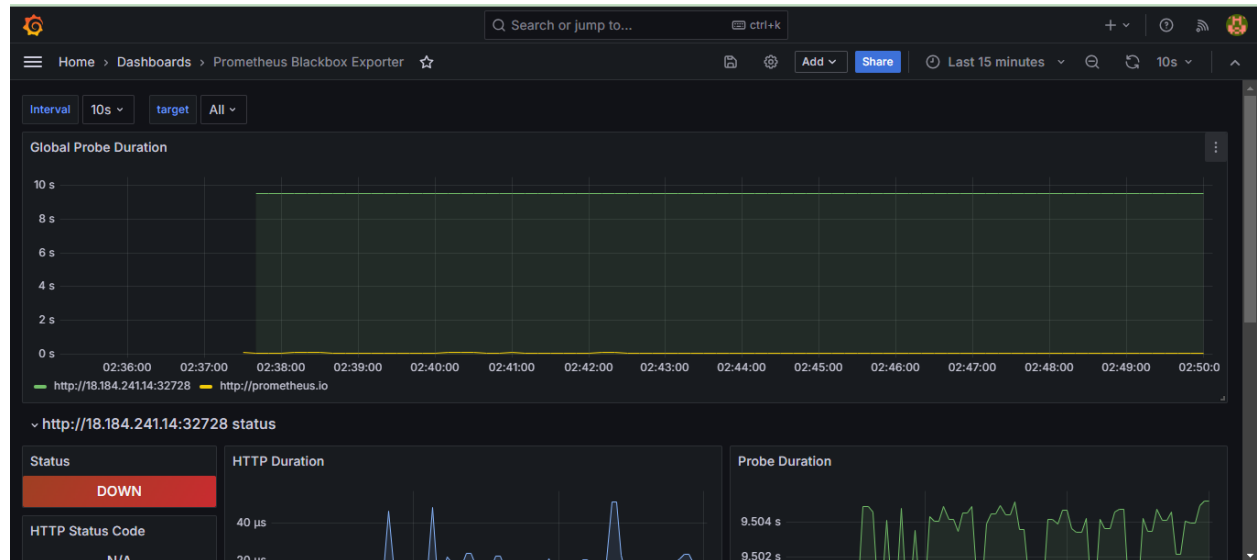 Search or jump to... ctrl+k
Home › Dashboards › Prometheus Blackbox Exporter Add Share Last 15 minutes 10s
Interval 10s target All
Global Probe Duration
10 s
8 s
6 s
4 s
2 s
0 s
02:36:00 02:37:00 02:38:00 02:39:00 02:40:00 02:41:00 02:42:00 02:43:00 02:44:00 02:45:00 02:46:00 02:47:00 02:48:00 02:49:00 02:50:0
http://18.184.241.14:32728 http://prometheus.io
http://18.184.241.14:32728 status
Status HTTP Duration Probe Duration
DOWN
40 µs 9.504 s
HTTP Status Code
N/A 20 µs 9.502 s